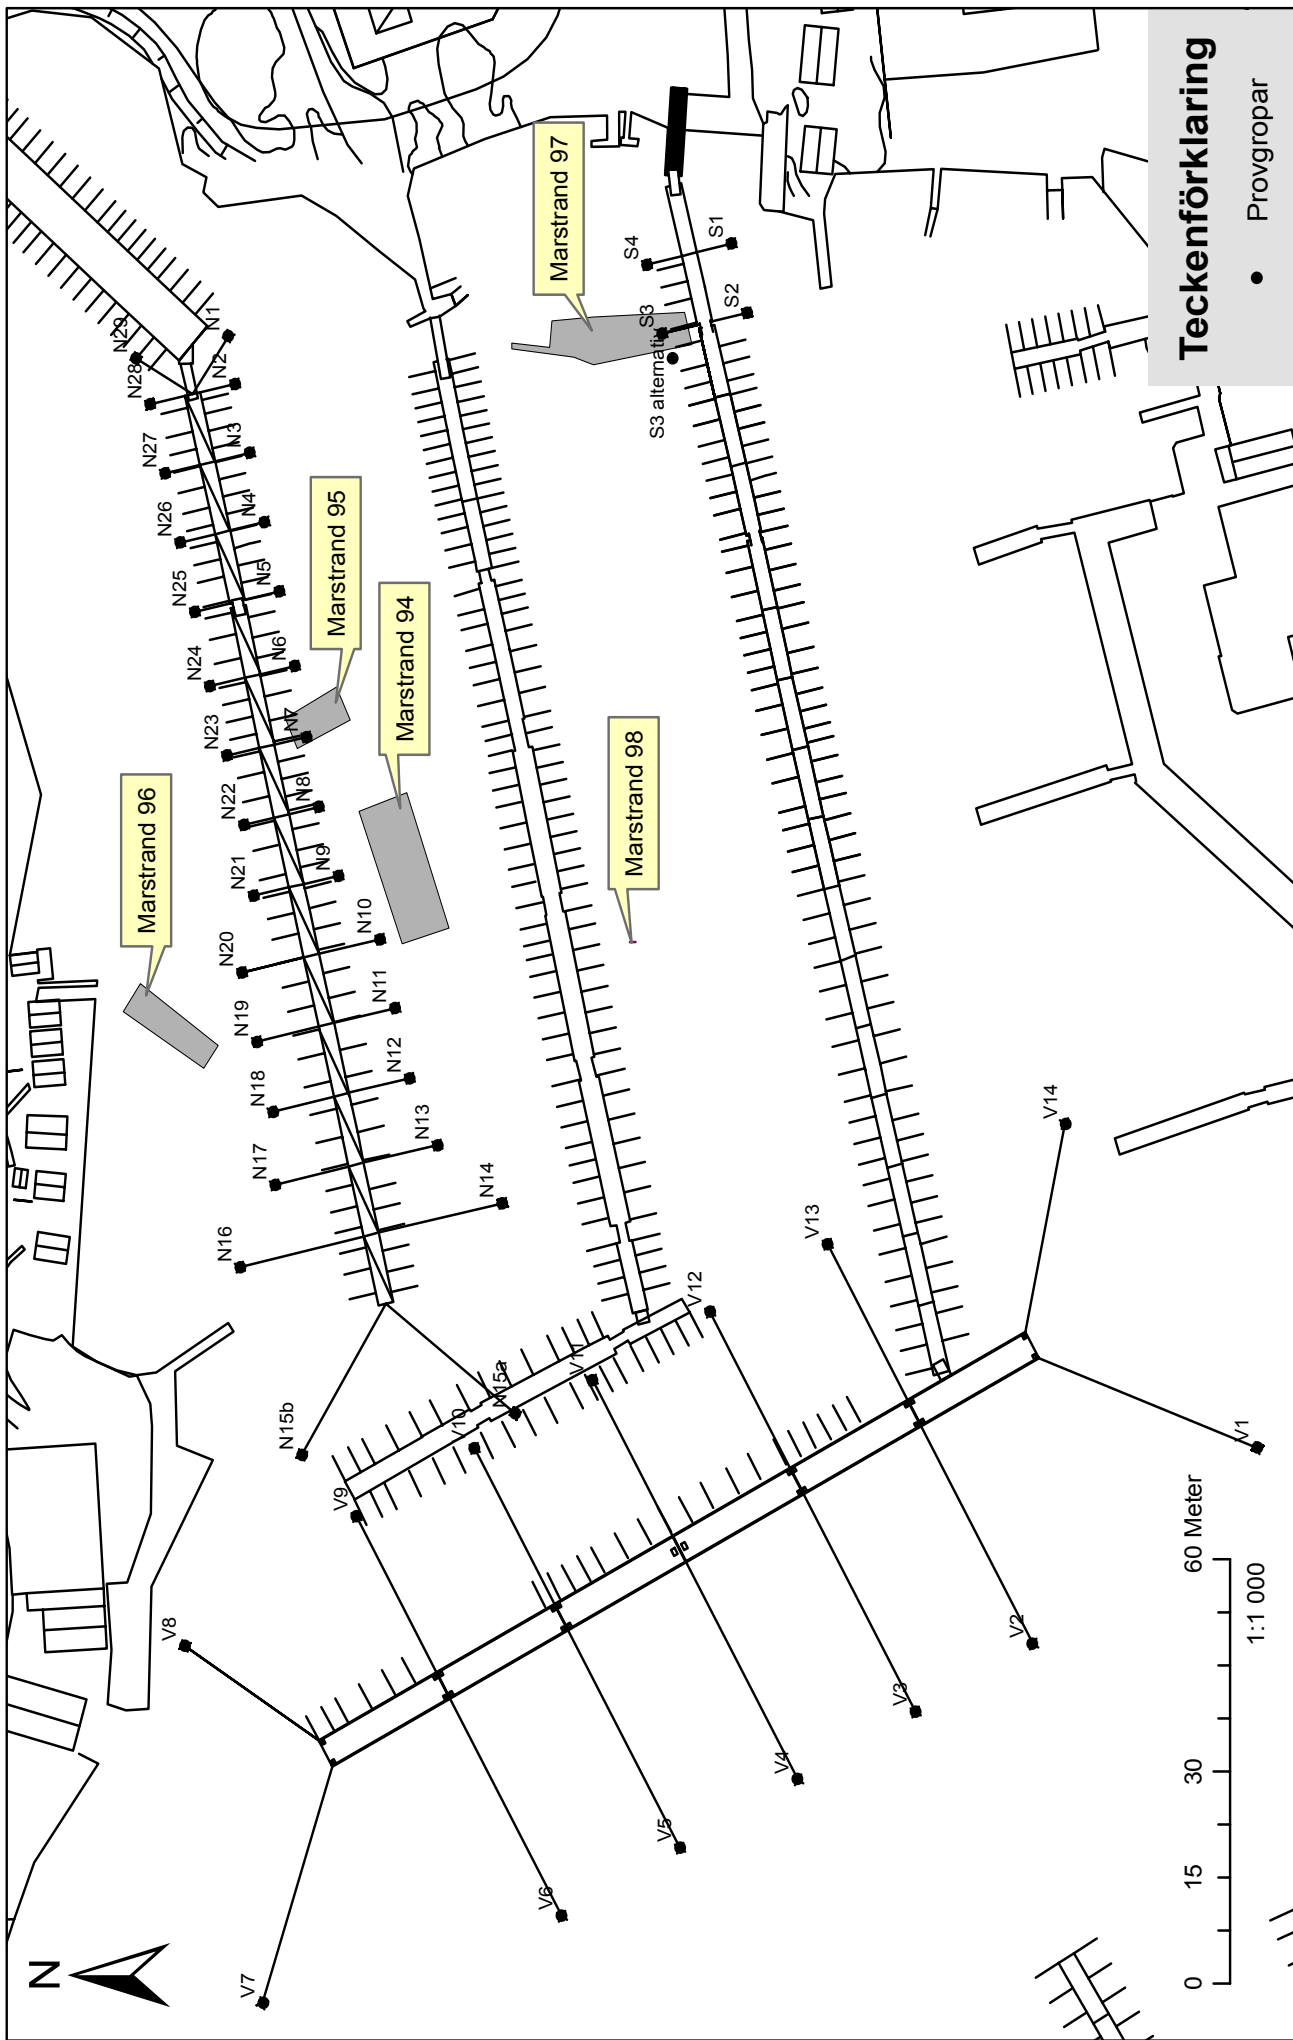 N
V7
V8
V9
N15b
V10
N15a
V11
V12
V13
V14
V6
V5
V4
V3
V2
V1
N16
N17
N18
N19
N20
N21
N22
N23
N24
N25
N26
N27
N28
N29
N14
N13
N12
N11
N10
N9
N8
N7
N6
N5
N4
N3
N2
N1
Marstrand 96
Marstrand 95
Marstrand 94
Marstrand 98
Marstrand 97
S4
S1
S3
S2
S3 alternativ
0 15 30 60 Meter
1:1 000
Teckenförklaring
Provgropar